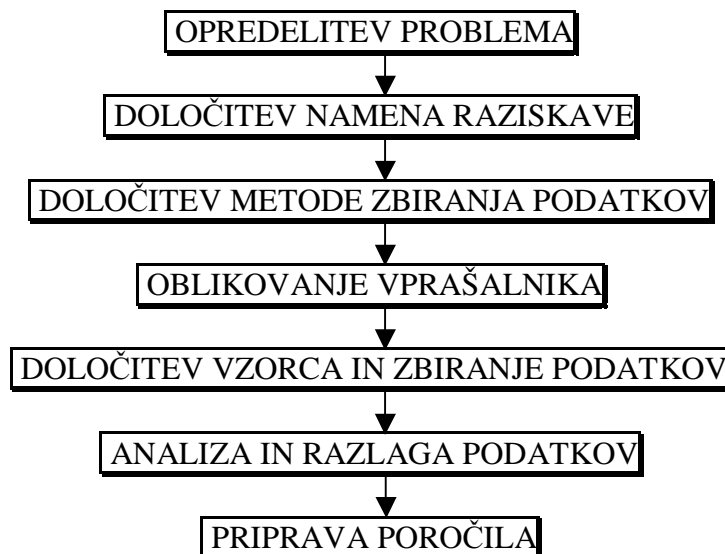 OPREDELITEV PROBLEMA
DOLOČITEV NAMENA RAZISKAVE
DOLOČITEV METODE ZBIRANJA PODATKOV
OBLIKOVANJE VPRAŠALNIKA
DOLOČITEV VZORCA IN ZBIRANJE PODATKOV
ANALIZA IN RAZLAGA PODATKOV
PRIPRAVA POROČILA